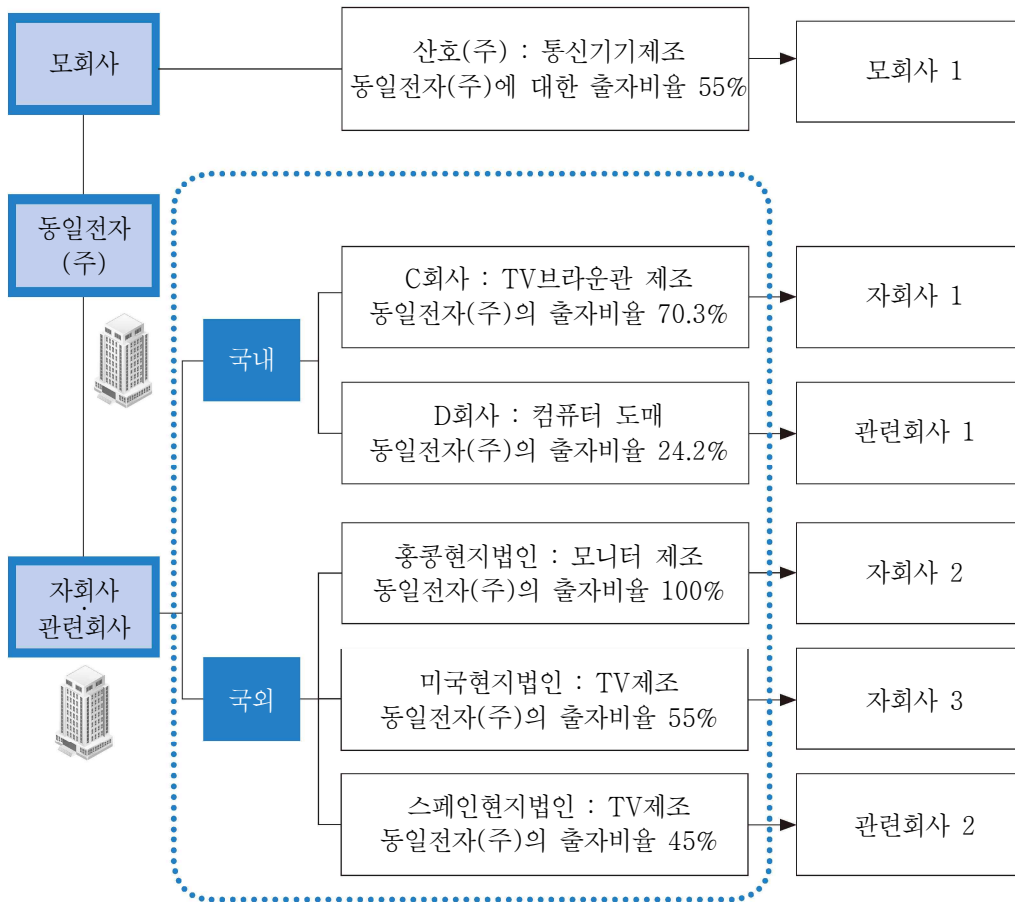 모회사
산호(주) : 통신기기제조
동일전자(주)에 대한 출자비율 55%
모회사 1
동일전자
(주)
국내
C회사 : TV브라운관 제조
동일전자(주)의 출자비율 70.3%
자회사 1
D회사 : 컴퓨터 도매
동일전자(주)의 출자비율 24.2%
관련회사 1
자회사
·
관련회사
국외
홍콩현지법인 : 모니터 제조
동일전자(주)의 출자비율 100%
자회사 2
미국현지법인 : TV제조
동일전자(주)의 출자비율 55%
자회사 3
스페인현지법인 : TV제조
동일전자(주)의 출자비율 45%
관련회사 2